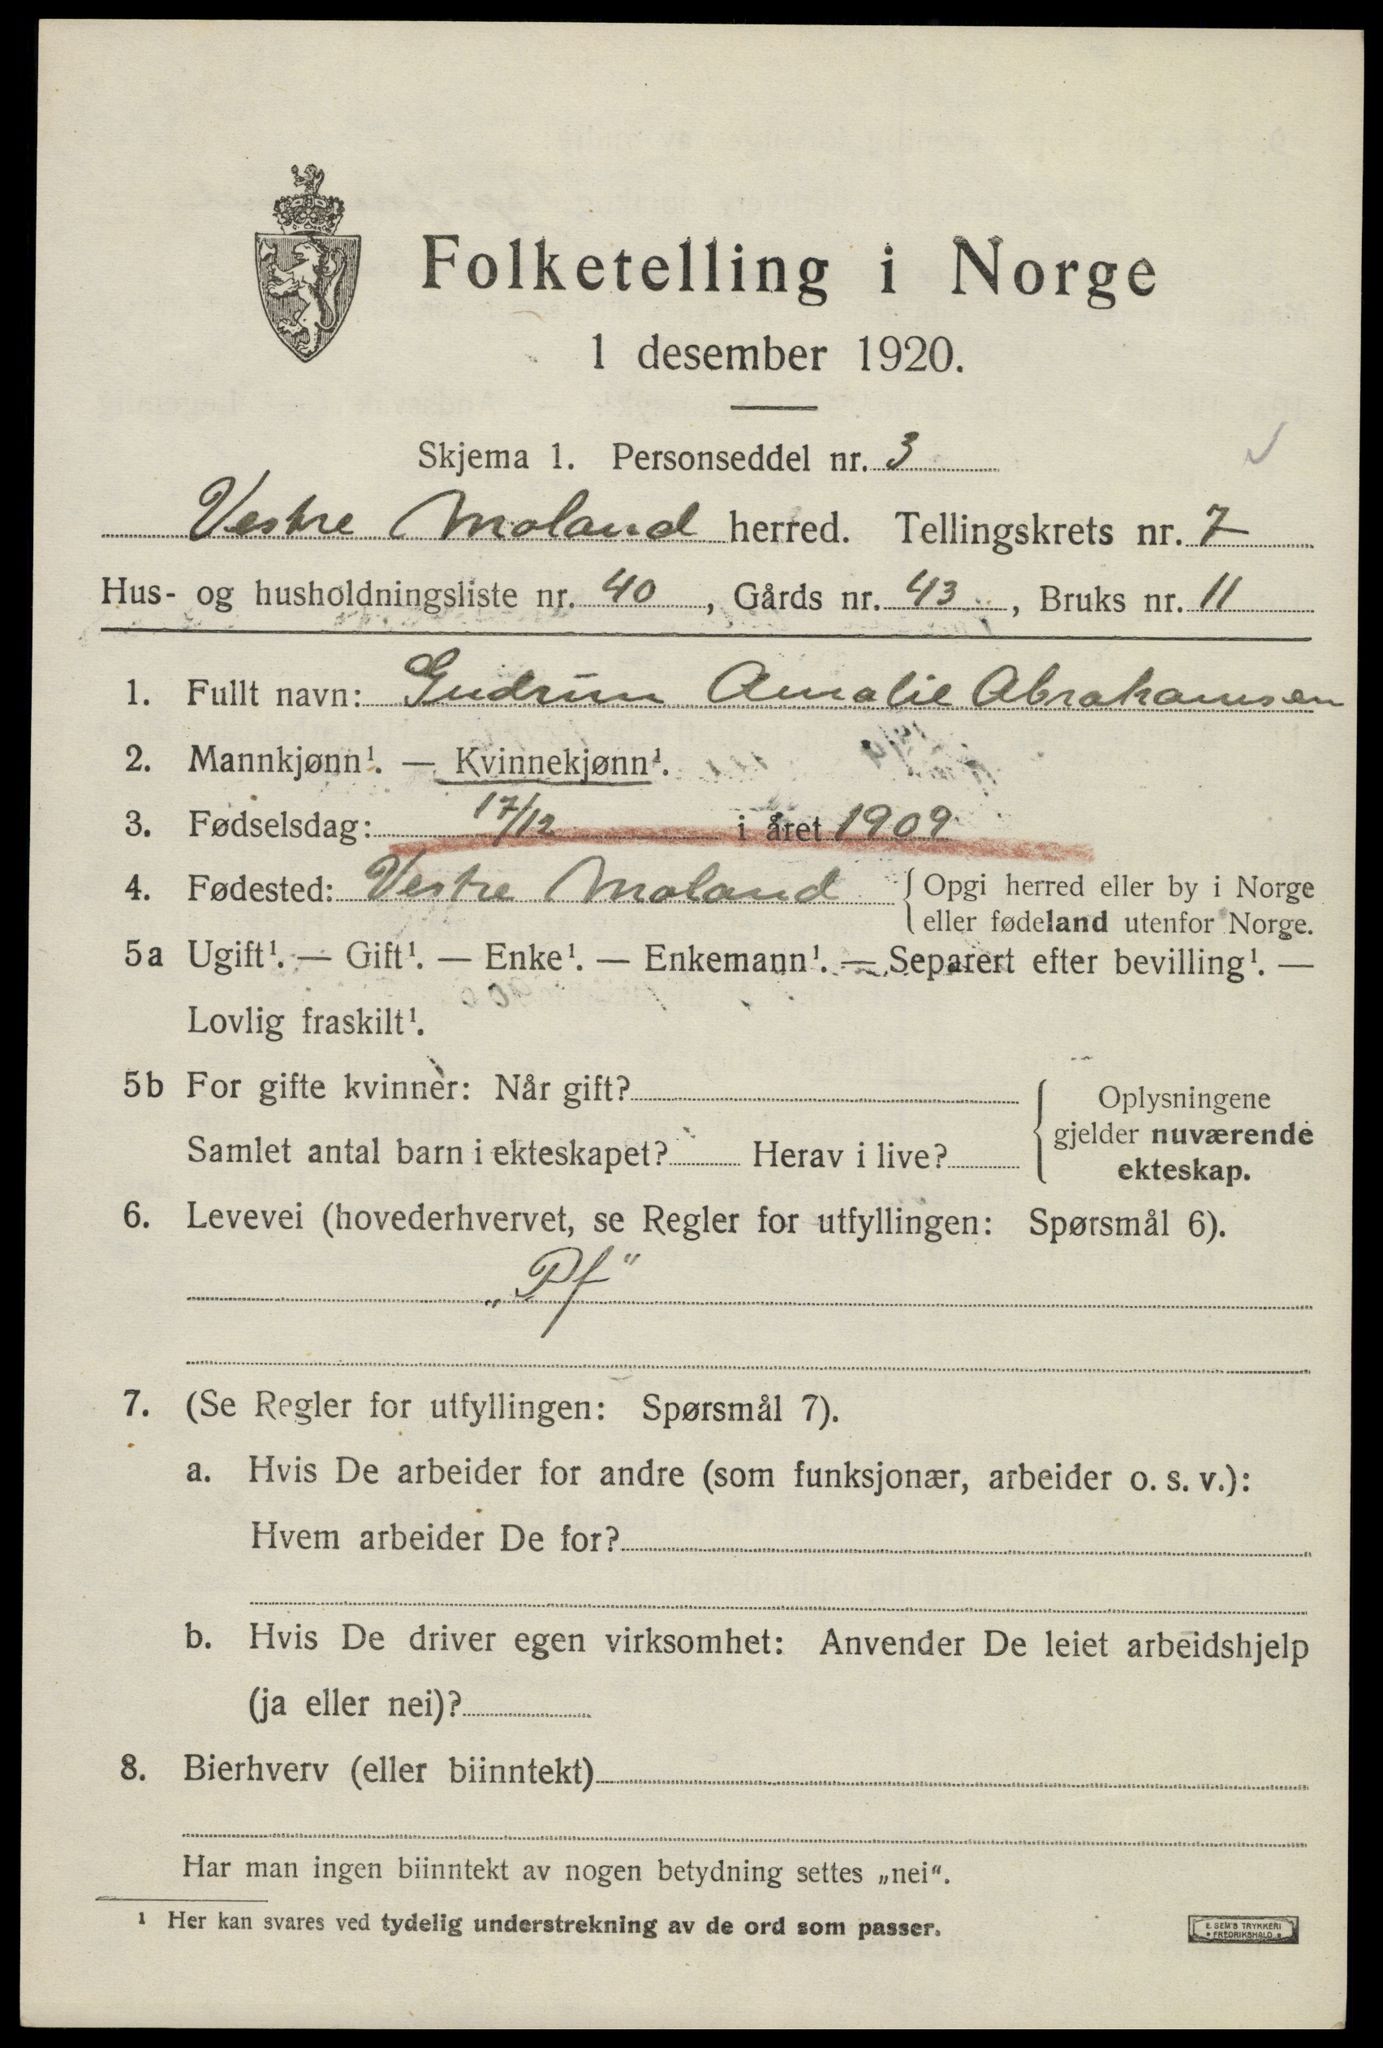 Folketelling i Norge
1 desember 1920.
Skjema 1. Personseddel nr. 3
Vestre Moland herred. Tellingskrets nr. 7
Hus- og husholdningsliste nr. 40, Gårds nr. 43, Bruks nr. 11
1. Fullt navn: Gudrun Amalie Abrahamsen
2. Mannkjønn¹. — Kvinnekjønn¹.
3. Fødselsdag: 17/12 i året 1909
4. Fødested: Vestre Moland { Opgi herred eller by i Norge
eller fødeland utenfor Norge.
5a Ugift¹. — Gift¹. — Enke¹. — Enkemann¹. — Separert efter bevilling¹. —
Lovlig fraskilt¹.
5b For gifte kvinner: Når gift? { Oplysningene
gjelder nuværende
Samlet antal barn i ekteskapet? Herav i live?
ekteskap.
6. Levevei (hovederhvervet, se Regler for utfyllingen: Spørsmål 6).
„Pf"
7. (Se Regler for utfyllingen: Spørsmål 7).
a. Hvis De arbeider for andre (som funksjonær, arbeider o. s. v.):
Hvem arbeider De for?
b. Hvis De driver egen virksomhet: Anvender De leiet arbeidshjelp
(ja eller nei)?
8. Bierhverv (eller biinntekt)
Har man ingen biinntekt av nogen betydning settes „nei".
¹ Her kan svares ved tydelig understrekning av de ord som passer.
E. SEM'S TRYKKERI
FREDRIKSHALD